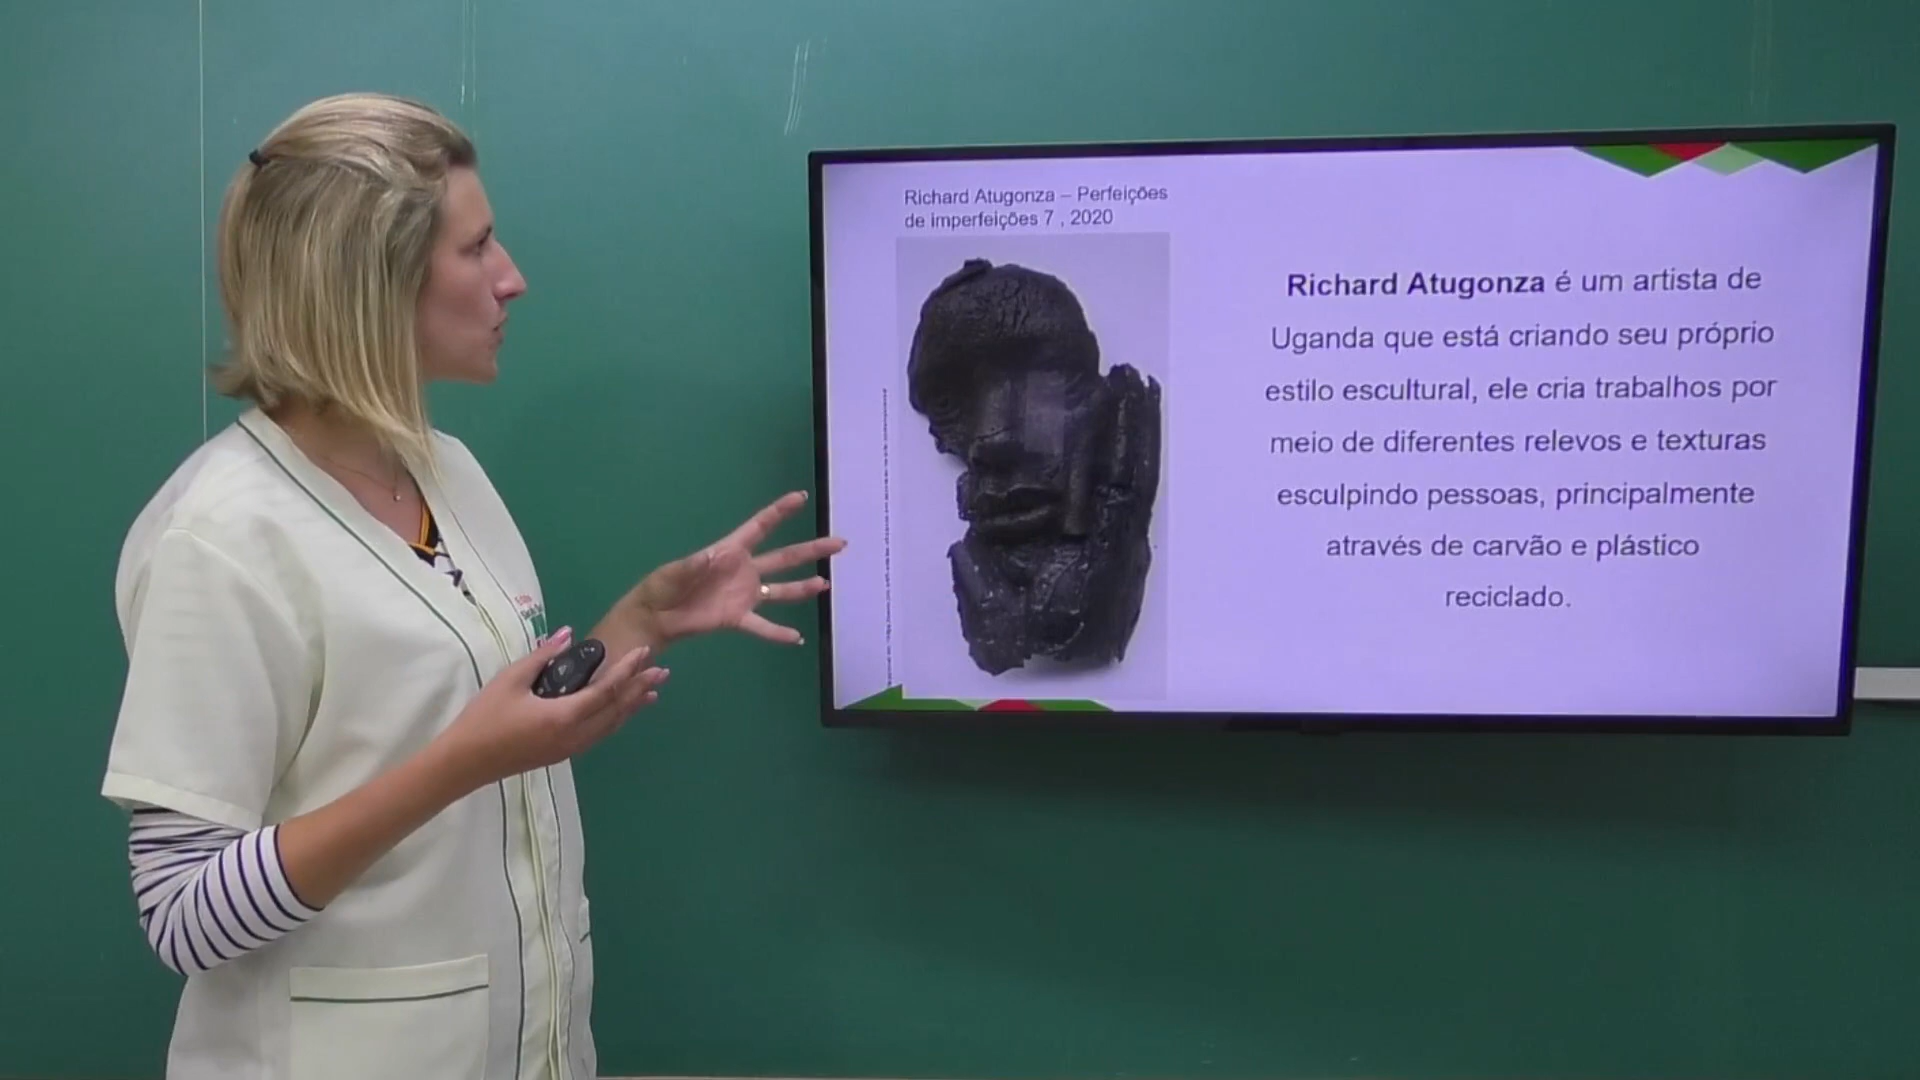 Richard Atugonza – Perfeições
de imperfeições 7 , 2020
Richard Atugonza é um artista de
Uganda que está criando seu próprio
estilo escultural, ele cria trabalhos por
meio de diferentes relevos e texturas
esculpindo pessoas, principalmente
através de carvão e plástico
reciclado.